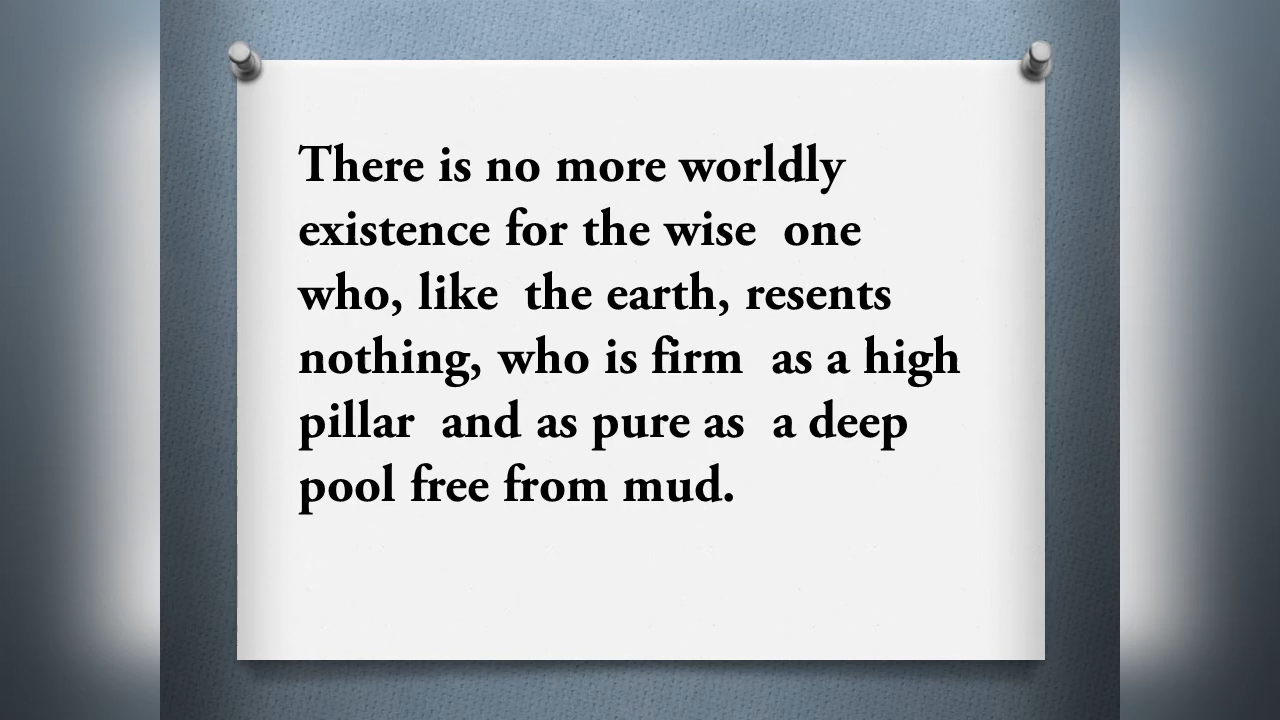 There is no more worldly
existence for the wise  one
who, like  the earth, resents
nothing, who is firm  as a high
pillar  and as pure as  a deep
pool free from mud.